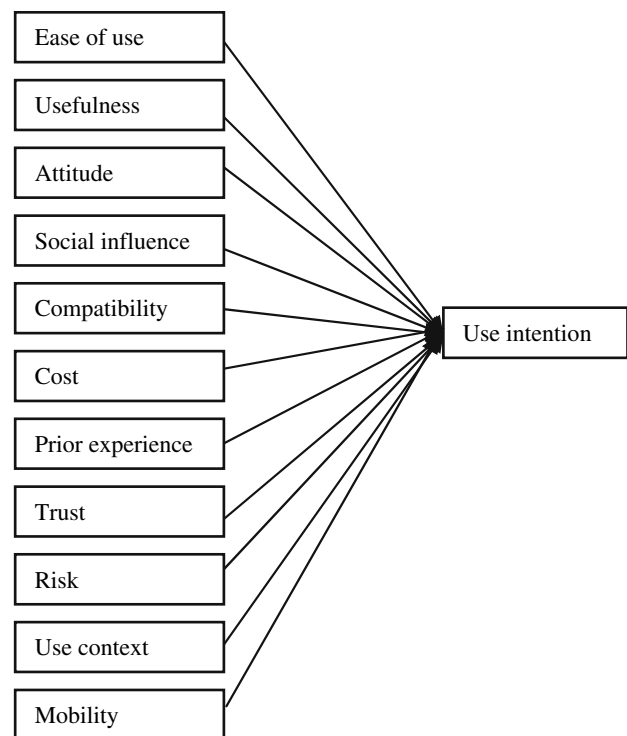 Ease of use
Usefulness
Attitude
Social influence
Compatibility
Cost
Prior experience
Trust
Risk
Use context
Mobility
Use intention